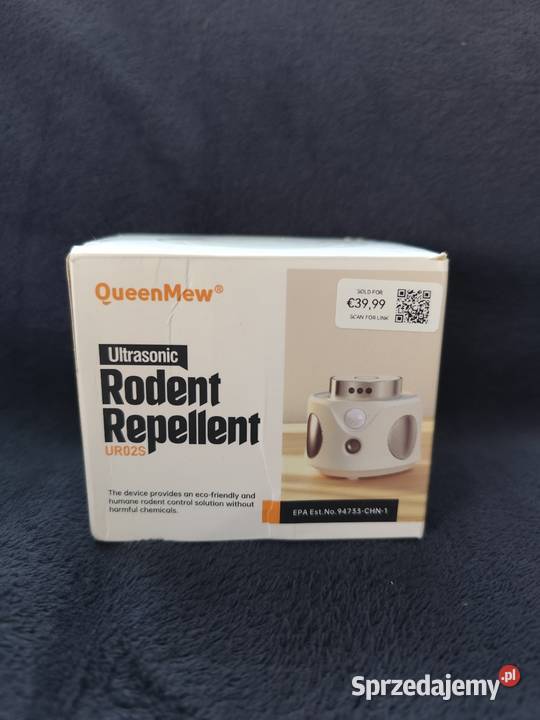 QueenMew®
SOLD FOR
€39,99
SCAN FOR LINK
Ultrasonic
Rodent
Repellent
UR02S
The device provides an eco-friendly and
humane rodent control solution without
harmful chemicals.
EPA Est.No.94733-CHN-1
Sprzedajemy.pl